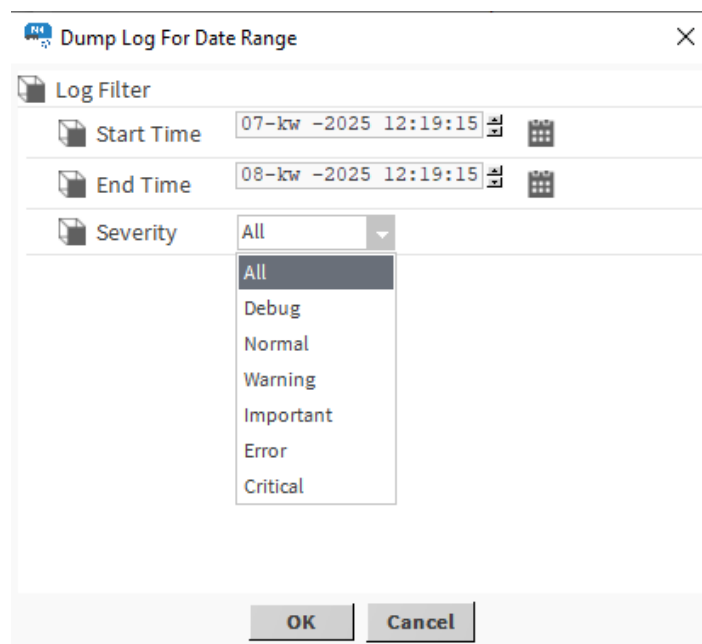 N4
Dump Log For Date Range
Log Filter
Start Time 07-kw -2025 12:19:15
End Time 08-kw -2025 12:19:15
Severity All
All
Debug
Normal
Warning
Important
Error
Critical
OK Cancel